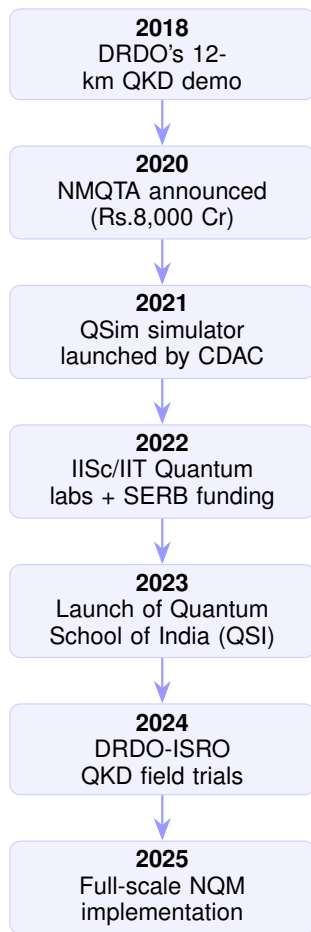 2018
DRDO's 12-
km QKD demo
2020
NMQTA announced
(Rs.8,000 Cr)
2021
QSim simulator
launched by CDAC
2022
IISc/IIT Quantum
labs + SERB funding
2023
Launch of Quantum
School of India (QSI)
2024
DRDO-ISRO
QKD field trials
2025
Full-scale NQM
implementation